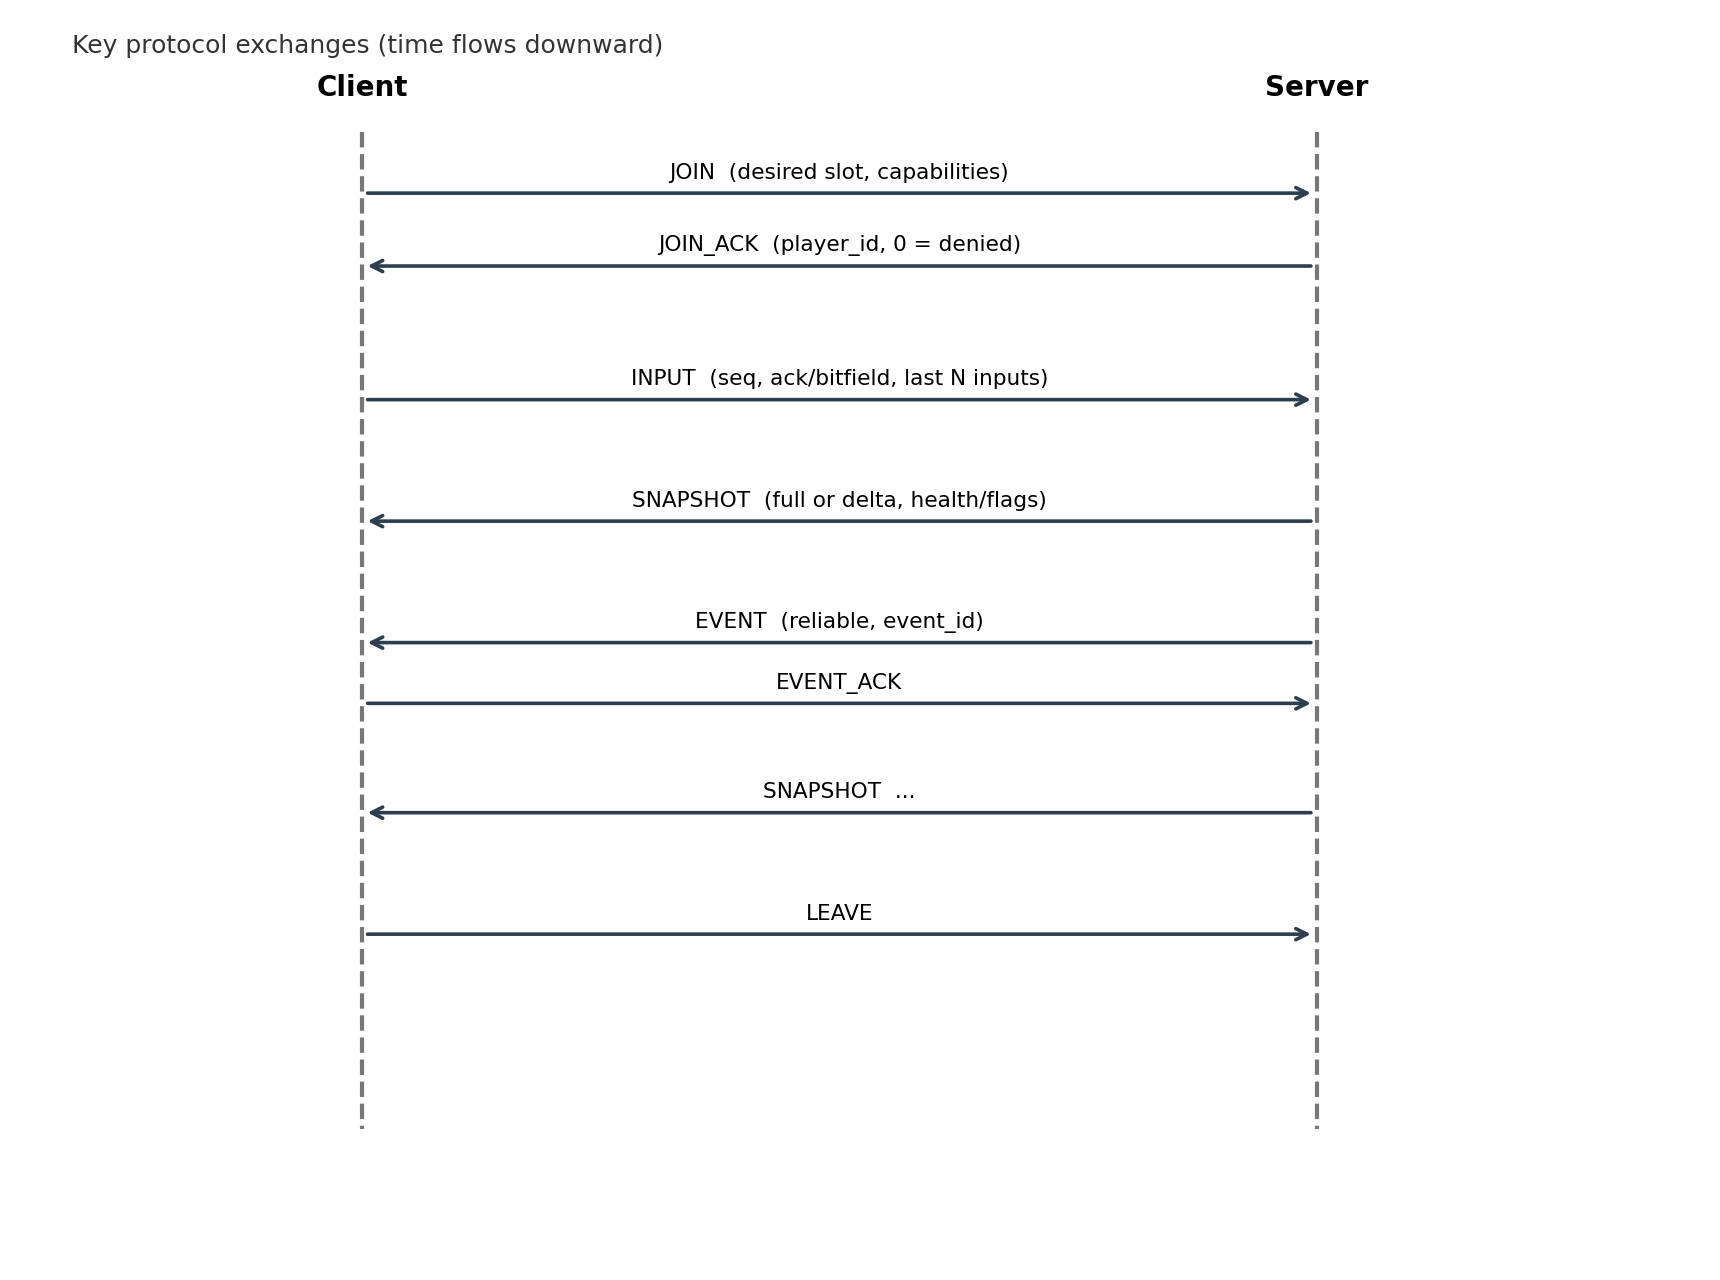 Key protocol exchanges (time flows downward)
Client
Server
JOIN  (desired slot, capabilities)
JOIN_ACK  (player_id, 0 = denied)
INPUT  (seq, ack/bitfield, last N inputs)
SNAPSHOT  (full or delta, health/flags)
EVENT  (reliable, event_id)
EVENT_ACK
SNAPSHOT  ...
LEAVE